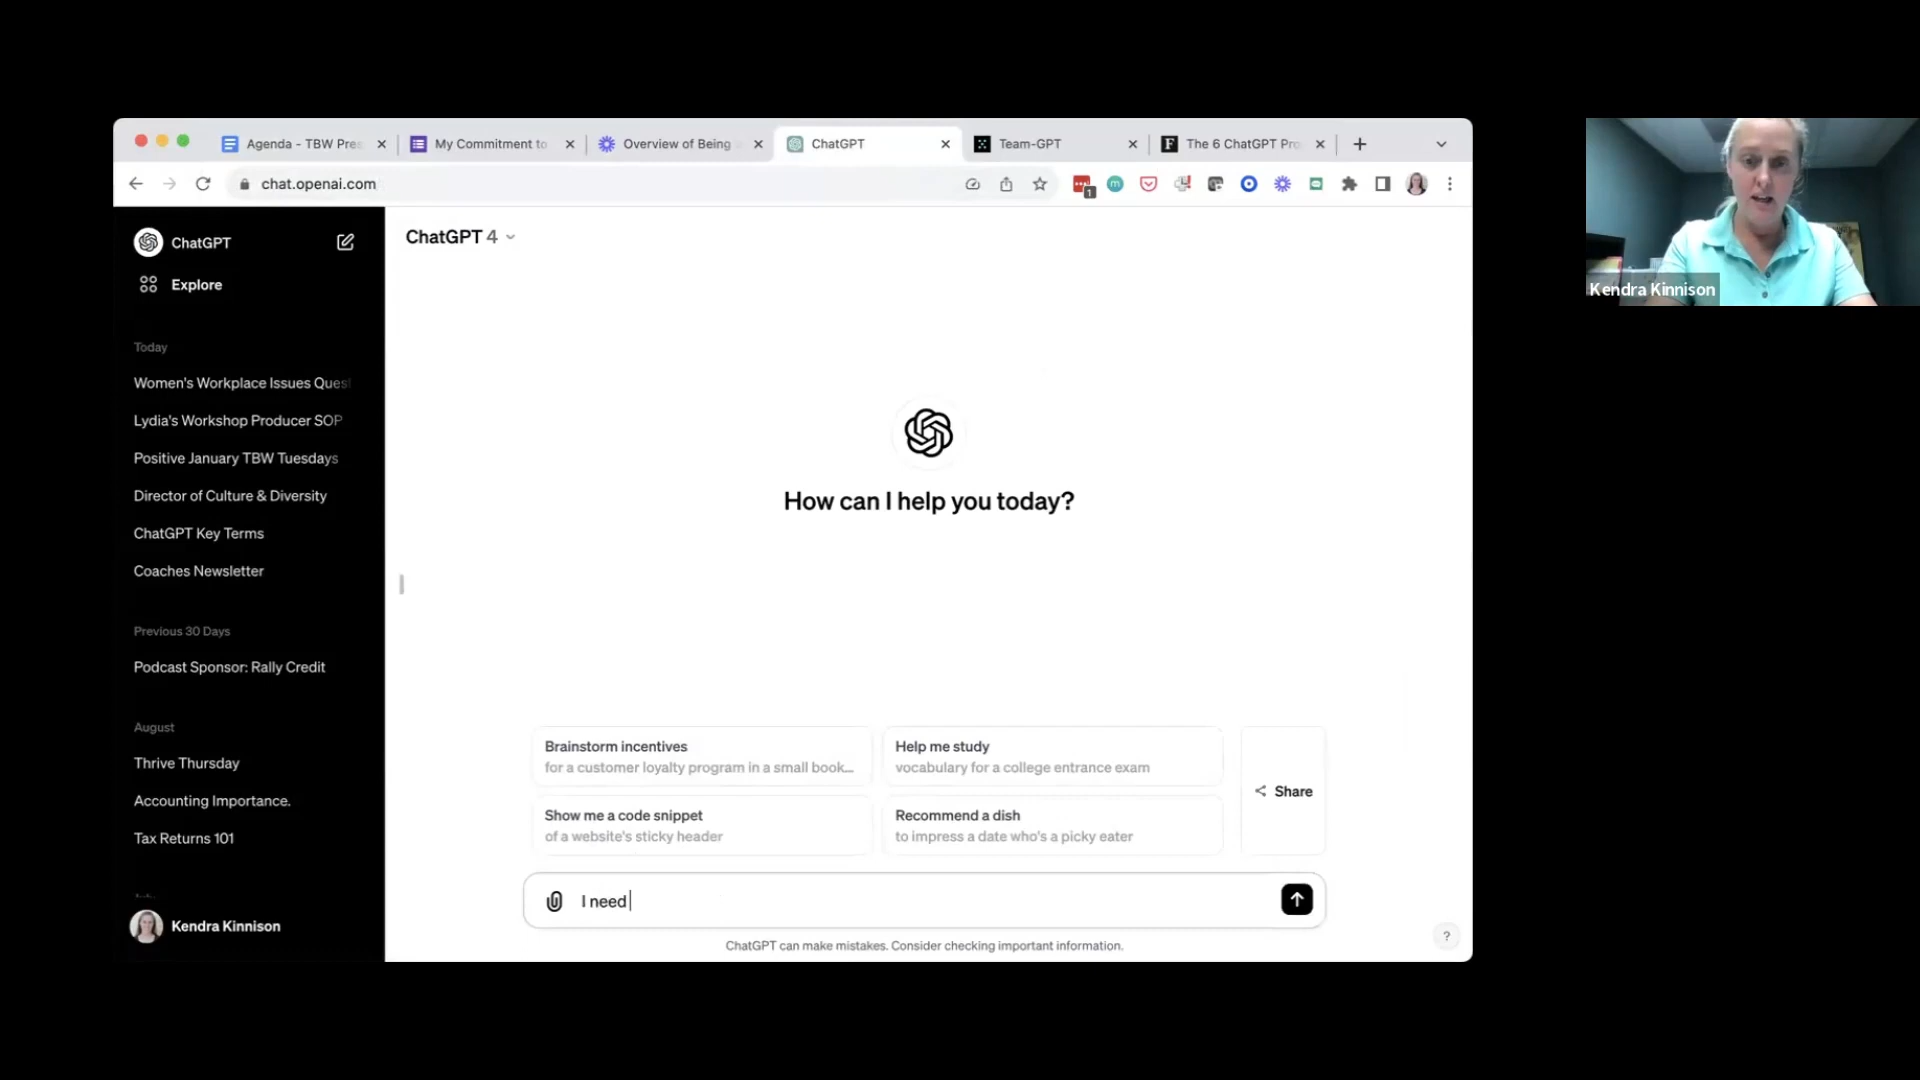 Agenda - TBW Pres
My Commitment to
Overview of Being
ChatGPT
Team-GPT
The 6 ChatGPT Pro
chat.openai.com
1
ChatGPT
Explore
Today
Women's Workplace Issues Quest
Lydia's Workshop Producer SOP
Positive January TBW Tuesdays
Director of Culture & Diversity
ChatGPT Key Terms
Coaches Newsletter
Previous 30 Days
Podcast Sponsor: Rally Credit
August
Thrive Thursday
Accounting Importance.
Tax Returns 101
Kendra Kinnison
ChatGPT 4
How can I help you today?
Brainstorm incentives
for a customer loyalty program in a small book...
Help me study
vocabulary for a college entrance exam
Show me a code snippet
of a website's sticky header
Recommend a dish
to impress a date who's a picky eater
Share
I need
ChatGPT can make mistakes. Consider checking important information.
?
Kendra Kinnison